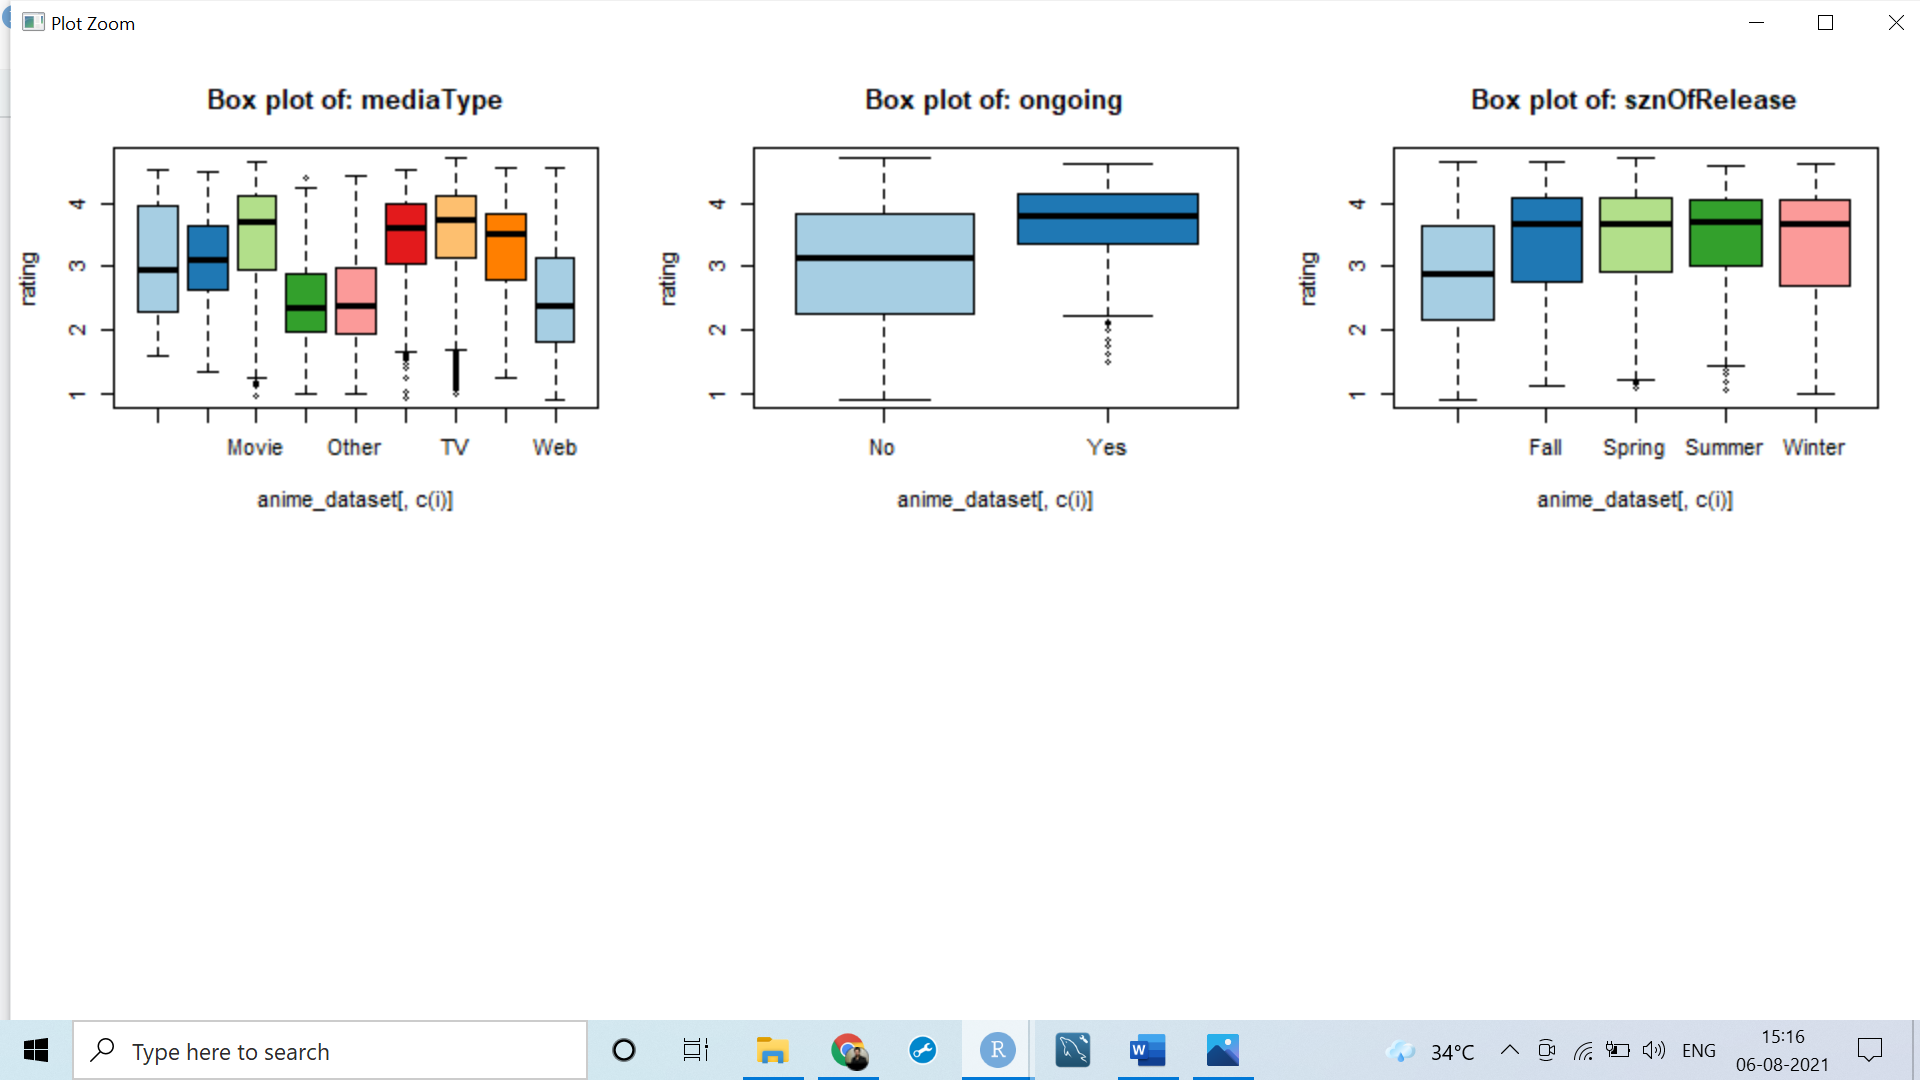 Plot Zoom
Box plot of: mediaType
rating
4
3
2
1
Movie Other TV Web
anime_dataset[, c(i)]
Box plot of: ongoing
rating
4
3
2
1
No Yes
anime_dataset[, c(i)]
Box plot of: sznOfRelease
rating
4
3
2
1
Fall Spring Summer Winter
anime_dataset[, c(i)]
Type here to search
R
W
34°C
ENG
15:16
06-08-2021